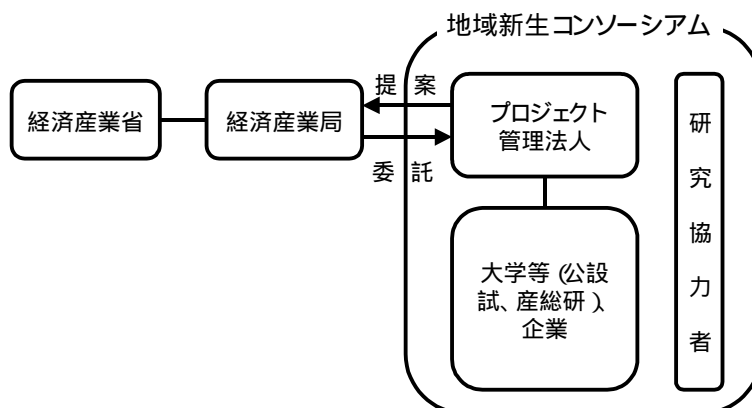 地域新生コンソーシアム
提案
経済産業省
経済産業局
プロジェクト
管理法人
委託
大学等（公設
試、産総研）、
企業
研究協力者